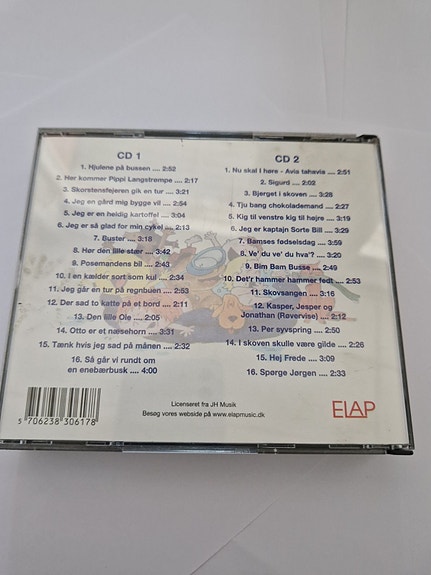 CD 1
1. Hjulene på bussen .... 2:52
2. Her kommer Pippi Langstrømpe .... 2:17
3. Skorstensfejeren gik en tur .... 3:21
4. Jeg en gård mig bygge vil .... 2:54
5. Jeg er en heldig kartoffel .... 3:04
6. Jeg er så glad for min cykel .... 2:13
7. Buster .... 3:18
8. Hør den lille stær .... 3:42
9. Posemandens bil .... 2:43
10. I en kælder sort som kul .... 2:34
11. Jeg går en tur på regnbuen .... 2:53
12. Der sad to katte på et bord .... 2:11
13. Den lille Ole .... 2:05
14. Otto er et næsehorn .... 3:31
15. Tænk hvis jeg sad på månen .... 2:32
16. Så går vi rundt om
en enebærbusk .... 4:00
CD 2
1. Nu skal I høre - Avia tahavia .... 2:51
2. Sigurd .... 2:02
3. Bjerget i skoven .... 3:28
4. Tju bang chokolademand .... 2:27
5. Kig til venstre kig til højre .... 3:19
6. Jeg er kaptajn Sorte Bill .... 3:19
7. Bamses fødselsdag .... 3:59
8. Ve' du ve' du hva'? .... 3:20
9. Bim Bam Busse .... 2:49
10. Det'r hammer hammer fedt .... 2:53
11. Skovsangen .... 3:16
12. Kasper, Jesper og
Jonathan (Røvervise) .... 2:12
13. Per syvspring .... 2:50
14. I skoven skulle være gilde .... 2:26
15. Hej Frede .... 3:09
16. Spørge Jørgen .... 2:33
5 706238 306178
Licenseret fra JH Musik
Besøg vores webside på www.elapmusic.dk
ELAP